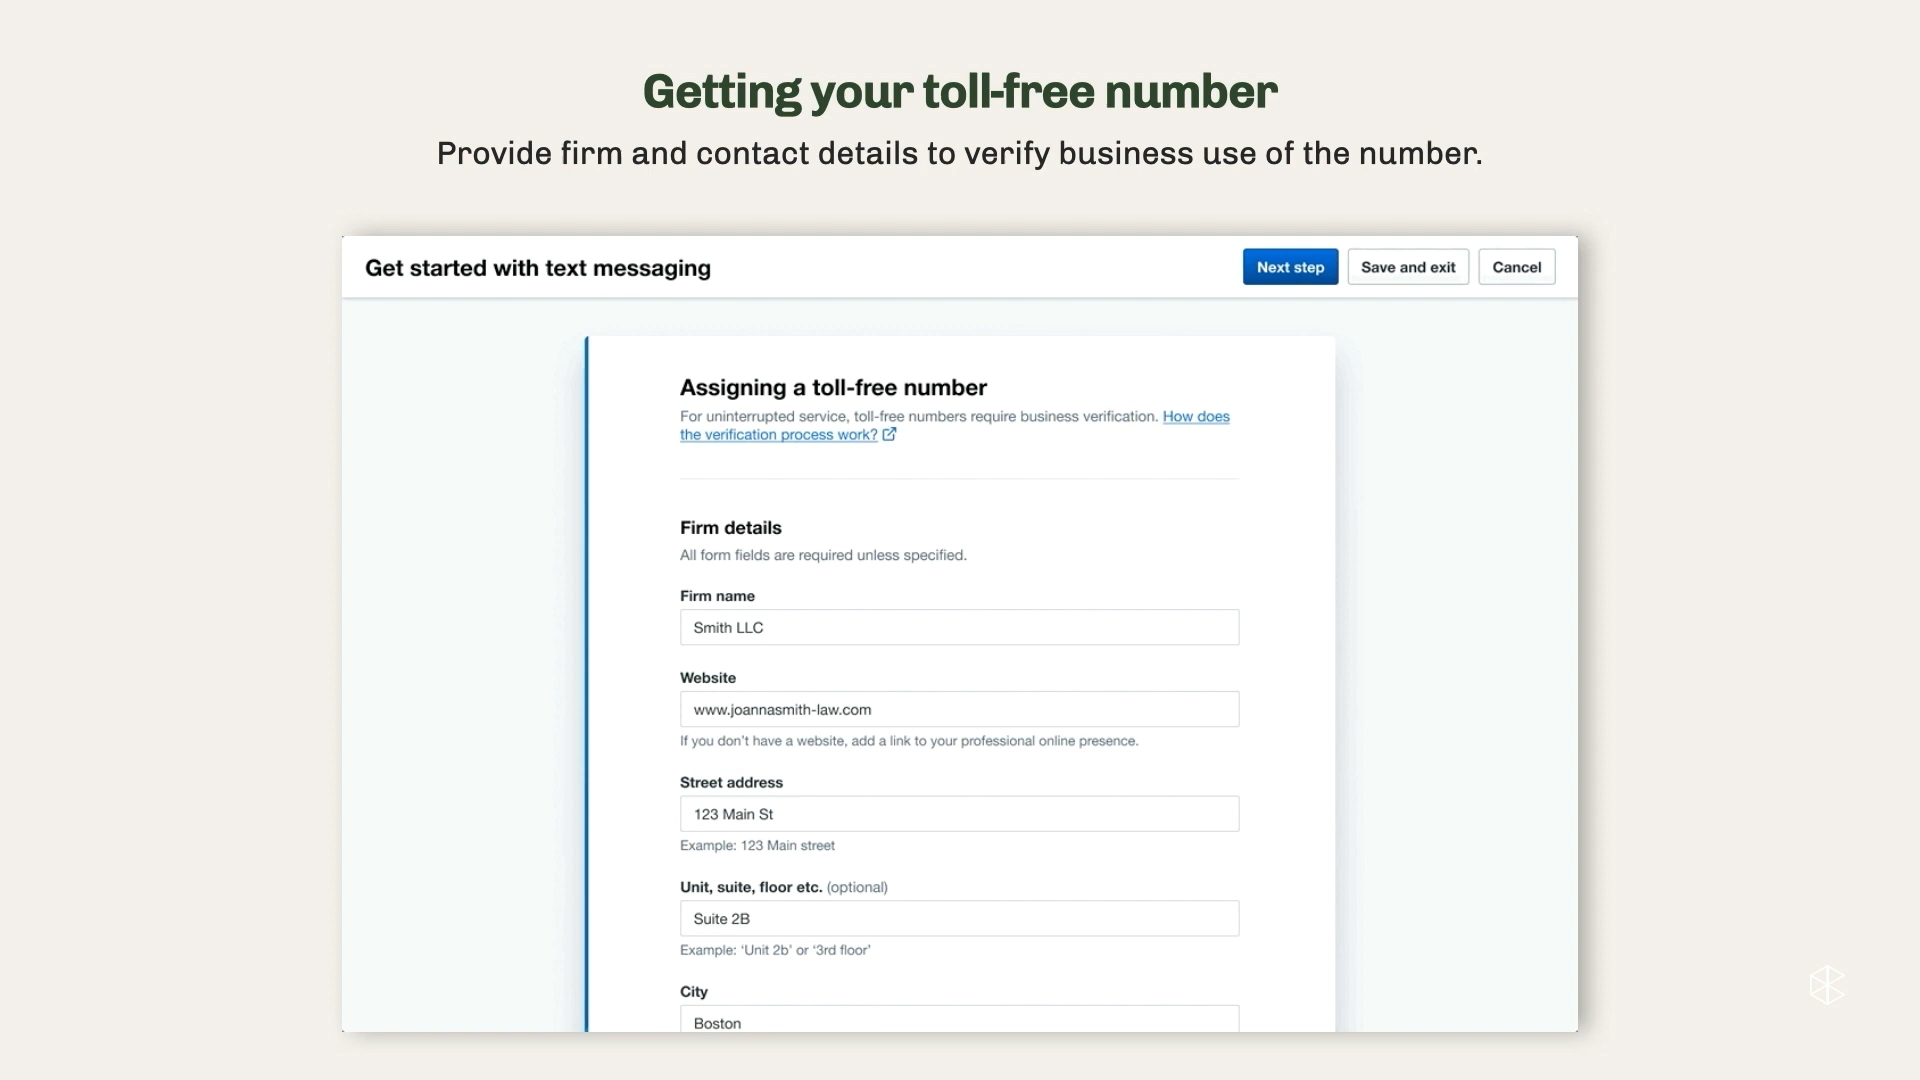 Getting your toll-free number
Provide firm and contact details to verify business use of the number.
Get started with text messaging
Next step
Save and exit
Cancel
Assigning a toll-free number
For uninterrupted service, toll-free numbers require business verification. How does
the verification process work?
Firm details
All form fields are required unless specified.
Firm name
Smith LLC
Website
www.joannasmith-law.com
If you don’t have a website, add a link to your professional online presence.
Street address
123 Main St
Example: 123 Main street
Unit, suite, floor etc. (optional)
Suite 2B
Example: ‘Unit 2b’ or ‘3rd floor’
City
Boston